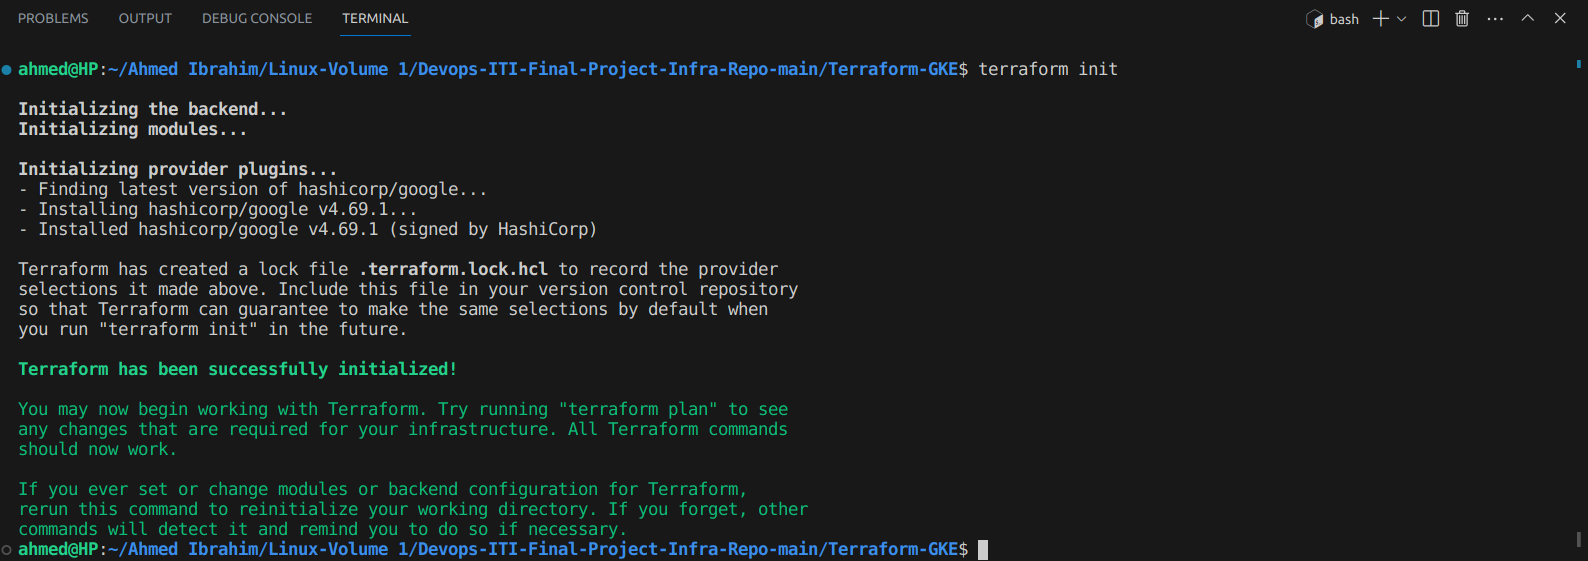 PROBLEMS OUTPUT DEBUG CONSOLE TERMINAL bash
ahmed@HP:~/Ahmed Ibrahim/Linux-Volume 1/Devops-ITI-Final-Project-Infra-Repo-main/Terraform-GKE$ terraform init
Initializing the backend...
Initializing modules...
Initializing provider plugins...
- Finding latest version of hashicorp/google...
- Installing hashicorp/google v4.69.1...
- Installed hashicorp/google v4.69.1 (signed by HashiCorp)
Terraform has created a lock file .terraform.lock.hcl to record the provider
selections it made above. Include this file in your version control repository
so that Terraform can guarantee to make the same selections by default when
you run "terraform init" in the future.
Terraform has been successfully initialized!
You may now begin working with Terraform. Try running "terraform plan" to see
any changes that are required for your infrastructure. All Terraform commands
should now work.
If you ever set or change modules or backend configuration for Terraform,
rerun this command to reinitialize your working directory. If you forget, other
commands will detect it and remind you to do so if necessary.
ahmed@HP:~/Ahmed Ibrahim/Linux-Volume 1/Devops-ITI-Final-Project-Infra-Repo-main/Terraform-GKE$